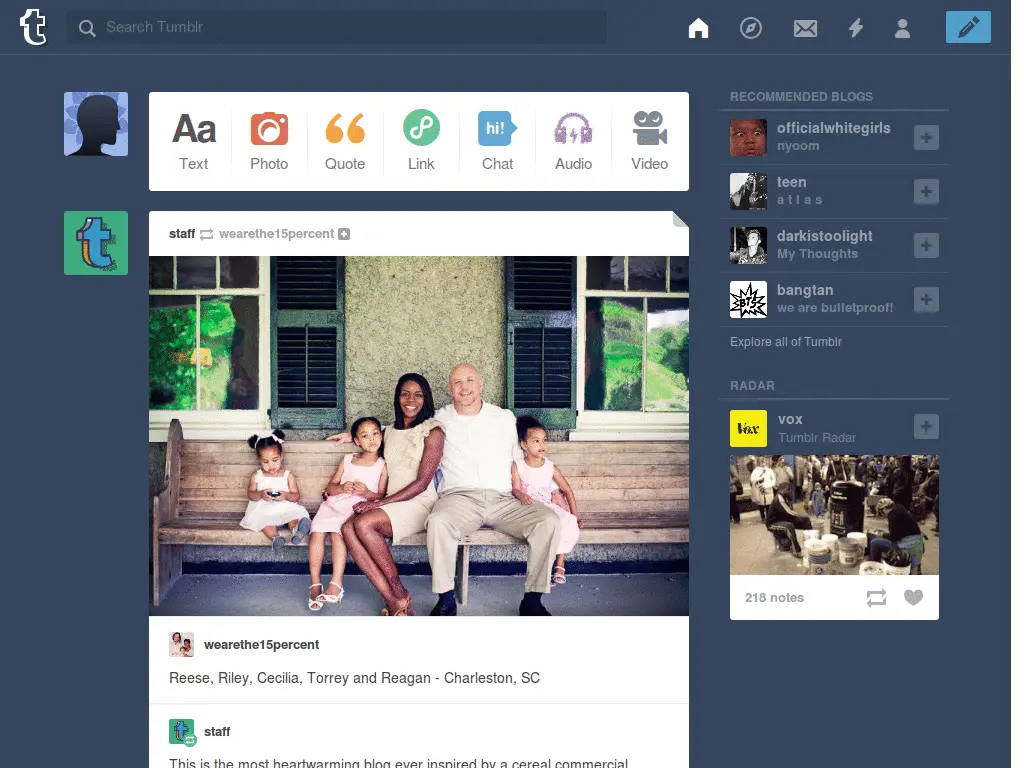 t
Search Tumblr
Aa
hi!
Text
Photo
Quote
Link
Chat
Audio
Video
t
staff wearethe15percent
wearethe15percent
Reese, Riley, Cecilia, Torrey and Reagan - Charleston, SC
t
staff
This is the most heartwarming blog ever inspired by a cereal commercial
RECOMMENDED BLOGS
officialwhitegirls
nyoom
teen
a t l a s
darkistoolight
My Thoughts
BTS
bangtan
we are bulletproof!
Explore all of Tumblr
RADAR
Vox
vox
Tumblr Radar
218 notes